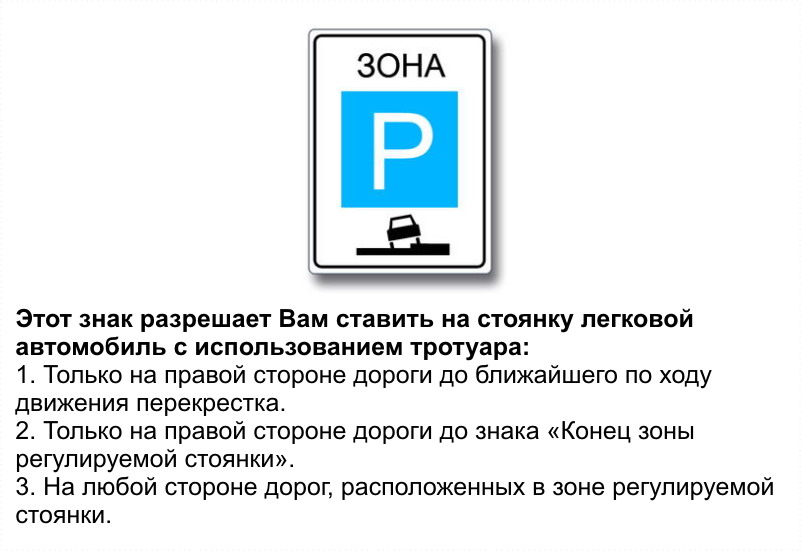 ЗОНА
P
Этот знак разрешает Вам ставить на стоянку легковой
автомобиль с использованием тротуара:
1. Только на правой стороне дороги до ближайшего по ходу
движения перекрестка.
2. Только на правой стороне дороги до знака «Конец зоны
регулируемой стоянки».
3. На любой стороне дорог, расположенных в зоне регулируемой
стоянки.